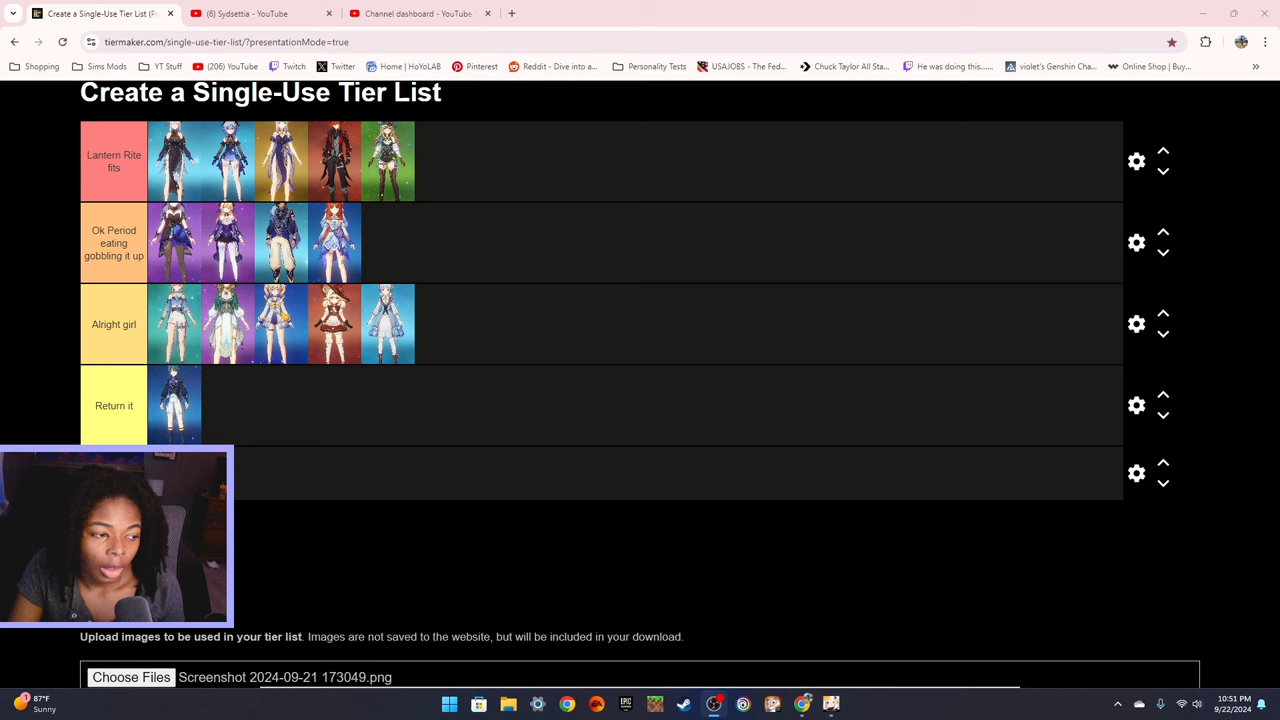 Create a Single-Use Tier List (Pr
(6) Sydsettia - YouTube
Channel dashboard - YouTube
tiermaker.com/single-use-tier-list/?presentationMode=true
Shopping
Sims Mods
YT Stuff
(206) YouTube
Twitch
Twitter
Home | HoYoLAB
Pinterest
Reddit - Dive into a...
Personality Tests
USAJOBS - The Fed...
Chuck Taylor All Sta...
He was doing this......
violet's Genshin Cha...
Online Shop | Buy...
Create a Single-Use Tier List
Lantern Rite
fits
Ok Period
eating
gobbling it up
Alright girl
Return it
Upload images to be used in your tier list. Images are not saved to the website, but will be included in your download.
Choose Files Screenshot 2024-09-21 173049.png
87°F
Sunny
EPIC
10:51 PM
9/22/2024